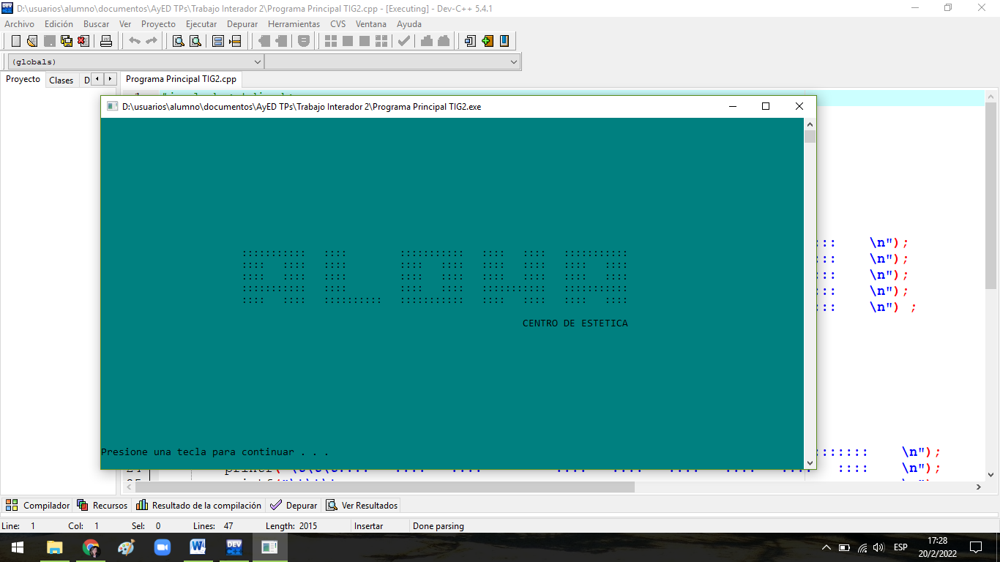 D:\usuarios\alumno\documentos\AyED TPs\Trabajo Interador 2\Programa Principal TIG2.cpp - [Executing] - Dev-C++ 5.4.1
Archivo Edición Buscar Ver Proyecto Ejecutar Depurar Herramientas CVS Ventana Ayuda
(globals)
Proyecto Clases D Programa Principal TIG2.cpp
1
D:\usuarios\alumno\documentos\AyED TPs\Trabajo Interador 2\Programa Principal TIG2.exe
::::::::::: :::: ::::::::::: :::: :::: :::::::::::
:::: :::: :::: :::: :::: :::: :::: :::: ::::
:::: :::: :::: :::: :::: :::: :::: :::: ::::
::::::::::: :::: :::: :::: ::::::::::: :::::::::::
:::: :::: :::::::::: ::::::::::: :::: :::: :::: ::::
CENTRO DE ESTETICA
Presione una tecla para continuar . . .
::: \n");
::: \n");
::: \n");
::: \n");
::: \n") ;
::::::: \n");
:::: \n");
Compilador Recursos Resultado de la compilación Depurar Ver Resultados
Line: 1 Col: 1 Sel: 0 Lines: 47 Length: 2015 Insertar Done parsing
DEV
ESP
17:28
20/2/2022